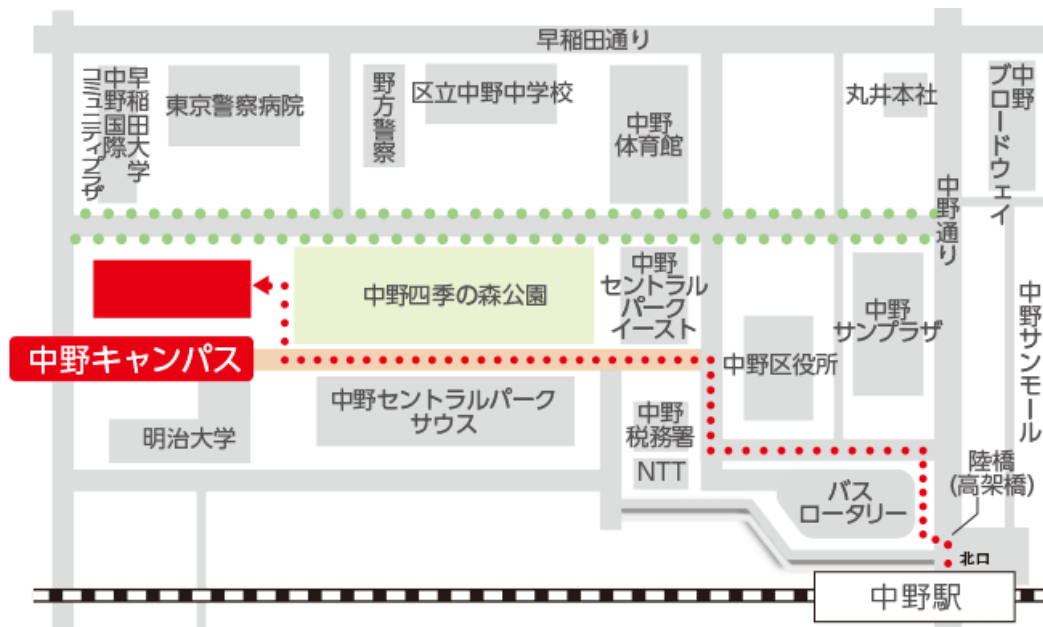 早稲田通り
早稲田大学
中野国際
コミュニティプラザ
東京警察病院
野方警察
区立中野中学校
中野
体育館
丸井本社
中野
ブロードウェイ
中野通り
中野四季の森公園
中野
セントラル
パーク
イースト
中野
サンプラザ
中野サンモール
中野キャンパス
中野区役所
中野セントラルパーク
サウス
明治大学
中野
税務署
NTT
バス
ロータリー
陸橋
(高架橋)
北口
中野駅